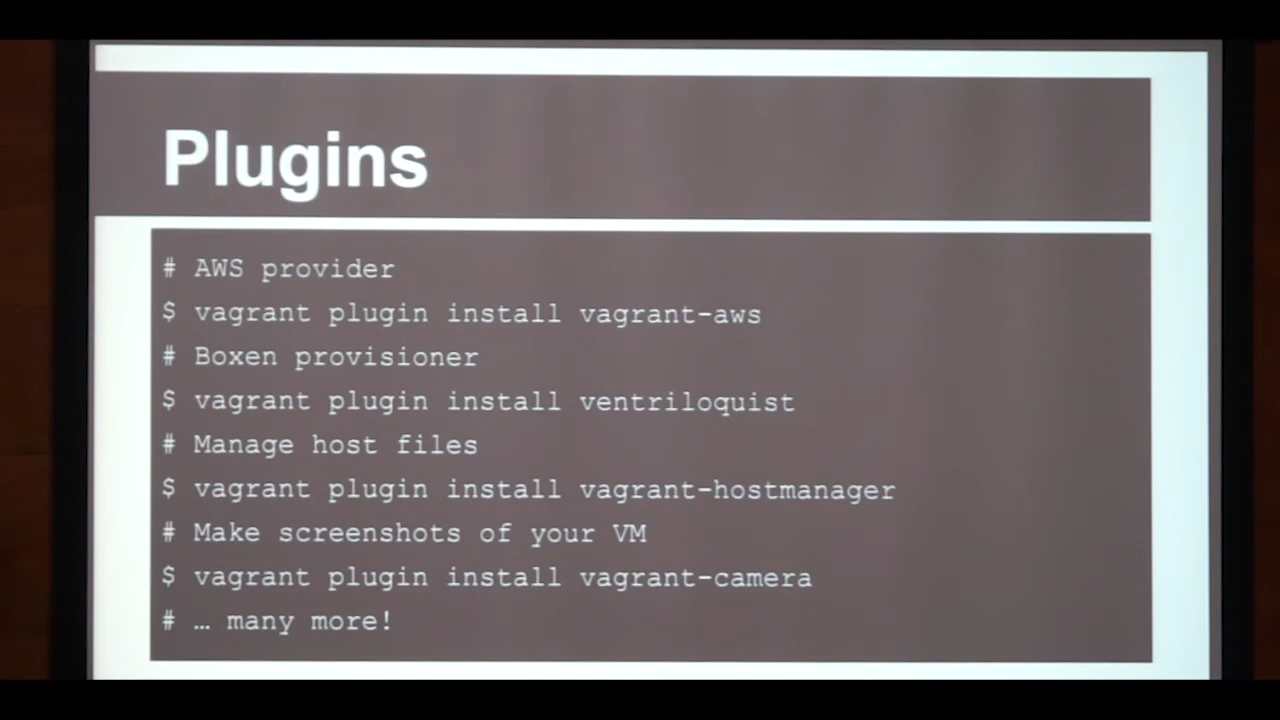 Plugins
# AWS provider
$ vagrant plugin install vagrant-aws
# Boxen provisioner
$ vagrant plugin install ventriloquist
# Manage host files
$ vagrant plugin install vagrant-hostmanager
# Make screenshots of your VM
$ vagrant plugin install vagrant-camera
# … many more!